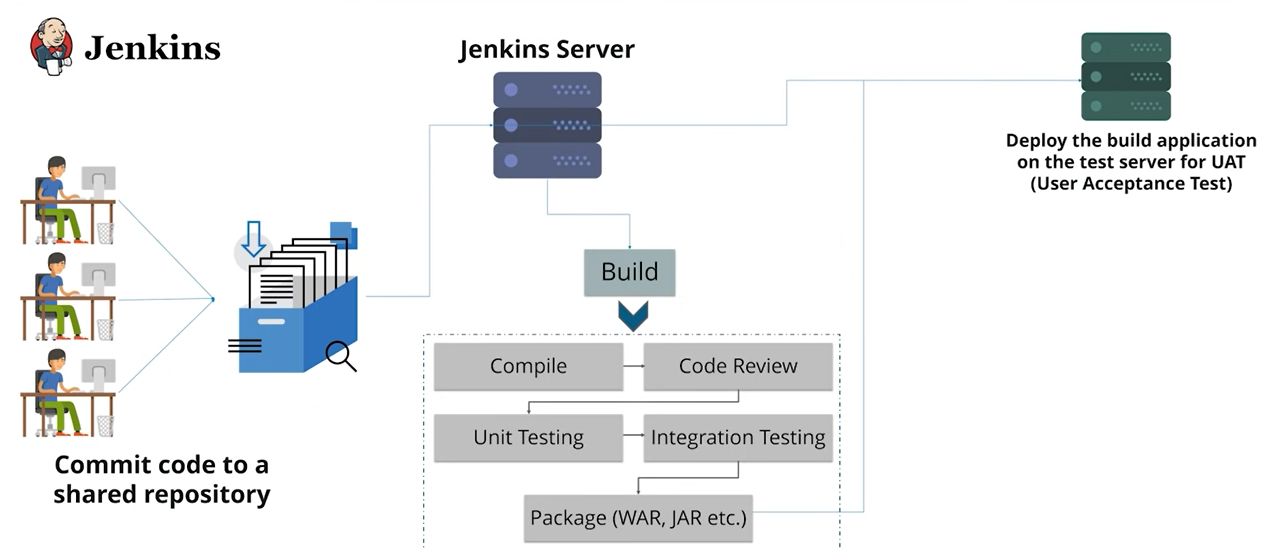 Jenkins
Jenkins Server
Deploy the build application
on the test server for UAT
(User Acceptance Test)
Build
Compile
Code Review
Unit Testing
Integration Testing
Package (WAR, JAR etc.)
Commit code to a
shared repository